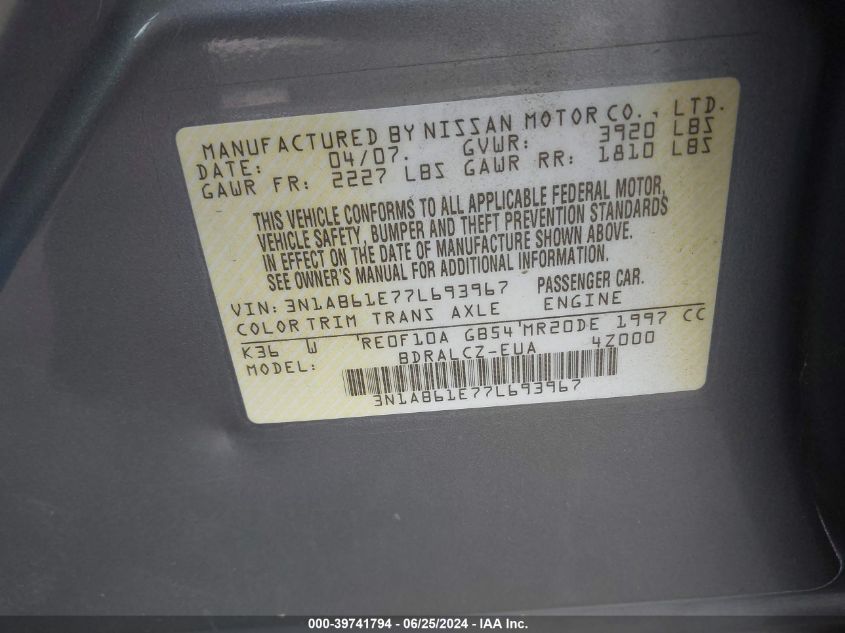 MANUFACTURED BY NISSAN MOTOR CO., LTD.
DATE: 04/07. GVWR: 3920 LBS
GAWR FR: 2227 LBS GAWR RR: 1810 LBS
THIS VEHICLE CONFORMS TO ALL APPLICABLE FEDERAL MOTOR,
VEHICLE SAFETY, BUMPER AND THEFT PREVENTION STANDARDS
IN EFFECT ON THE DATE OF MANUFACTURE SHOWN ABOVE.
SEE OWNER'S MANUAL FOR ADDITIONAL INFORMATION.
VIN: 3N1AB61E77L693967 PASSENGER CAR.
COLOR TRIM TRANS AXLE ENGINE
K36 W 'RE0F10A GB54 'MR20DE 1997 CC
MODEL: BDRALCZ-EUA 4Z000
3N1AB61E77L693967
000-39741794 - 06/25/2024 - IAA Inc.